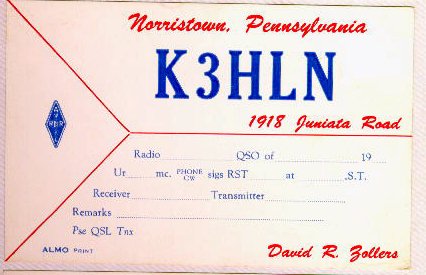 Norristown, Pennsylvania
K3HLN
1918 Juniata Road
ARRL
Radio QSO of 19
Ur mc. PHONE CW sigs RST at .S.T.
Receiver Transmitter
Remarks
Pse QSL Tnx
ALMO PRINT
David R. Zollers